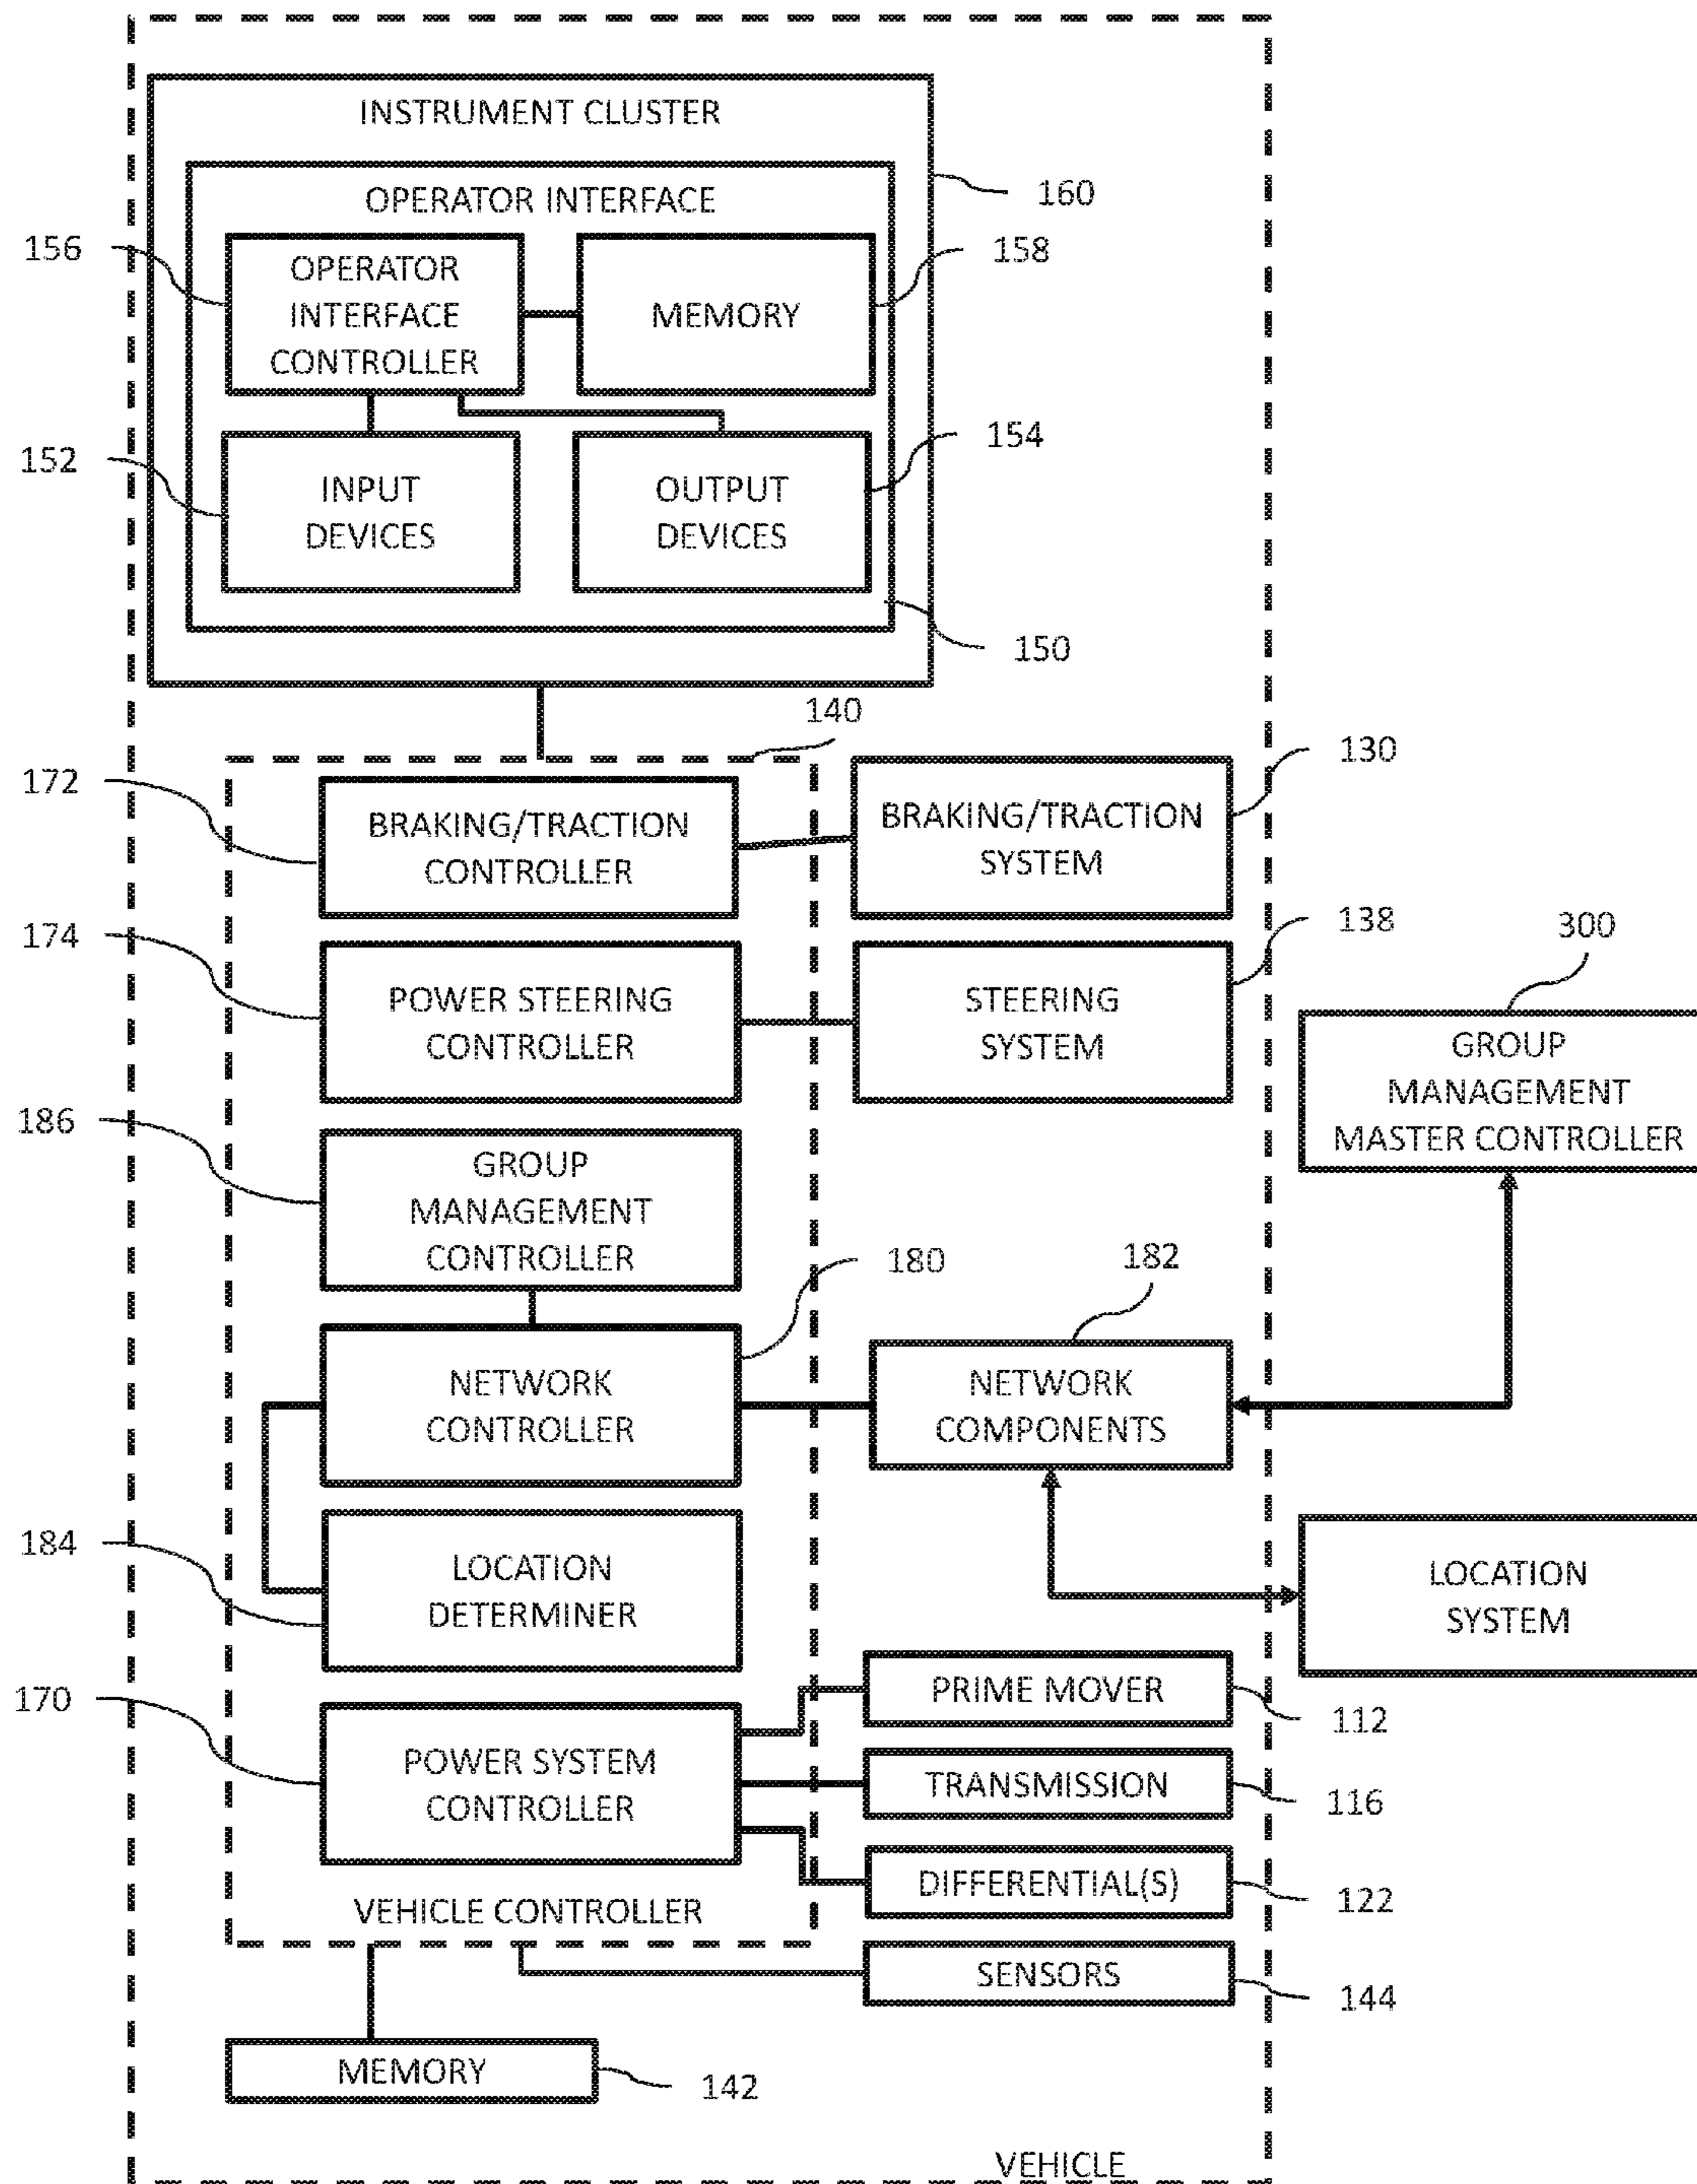 INSTRUMENT CLUSTER
160
OPERATOR INTERFACE
156
OPERATOR
INTERFACE
CONTROLLER
MEMORY
158
152
INPUT
DEVICES
OUTPUT
DEVICES
154
150
140
172
BRAKING/TRACTION
CONTROLLER
BRAKING/TRACTION
SYSTEM
130
174
POWER STEERING
CONTROLLER
STEERING
SYSTEM
138
300
GROUP
MANAGEMENT
MASTER CONTROLLER
186
GROUP
MANAGEMENT
CONTROLLER
180
182
NETWORK
CONTROLLER
NETWORK
COMPONENTS
184
LOCATION
DETERMINER
LOCATION
SYSTEM
170
POWER SYSTEM
CONTROLLER
PRIME MOVER
112
TRANSMISSION
116
DIFFERENTIAL(S)
122
VEHICLE CONTROLLER
SENSORS
144
MEMORY
142
VEHICLE